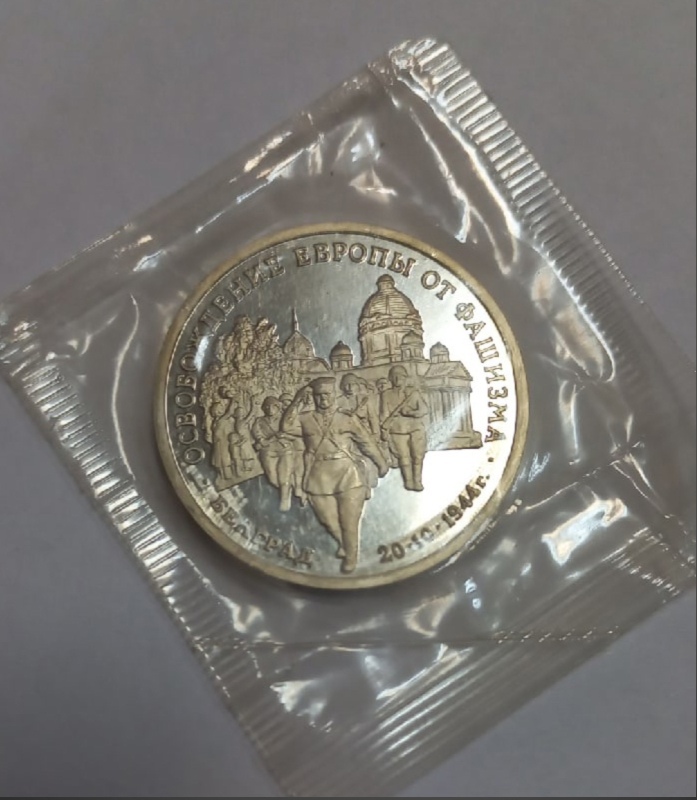 ОСВОБОЖДЕНИЕ ЕВРОПЫ ОТ ФАШИЗМА
БЕЛГРАД 20·10·1944г.